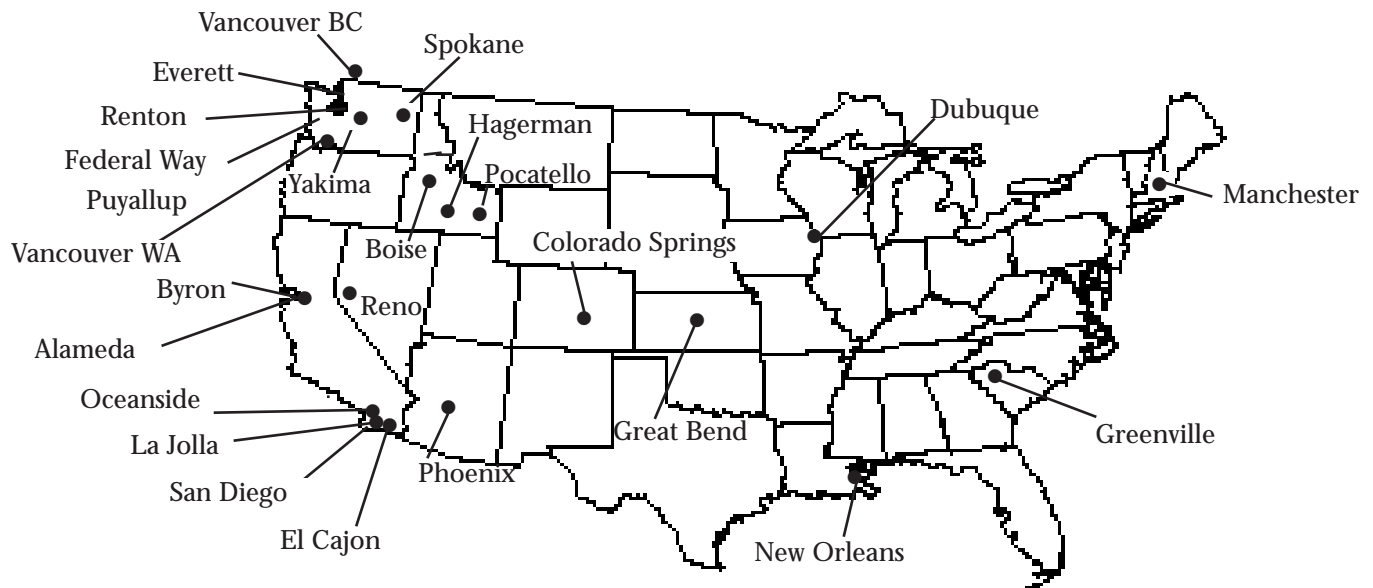 Vancouver BC
Spokane
Everett
Dubuque
Renton
Hagerman
Federal Way
Pocatello
Yakima
Manchester
Puyallup
Colorado Springs
Vancouver WA
Boise
Byron
Reno
Alameda
Oceanside
Great Bend
Greenville
La Jolla
Phoenix
San Diego
El Cajon
New Orleans